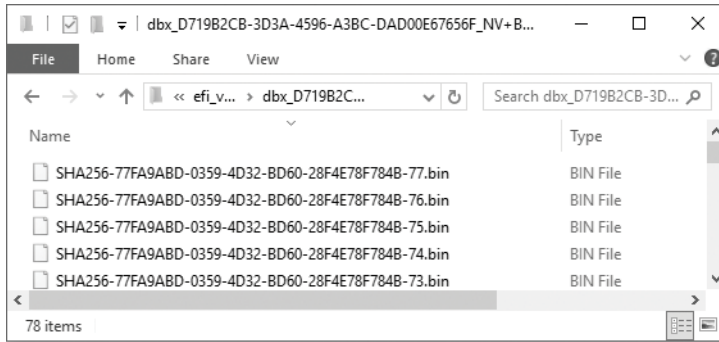 dbx_D719B2CB-3D3A-4596-A3BC-DAD00E67656F_NV+B...
File Home Share View
« efi_v... > dbx_D719B2C... Search dbx_D719B2CB-3D...
Name Type
SHA256-77FA9ABD-0359-4D32-BD60-28F4E78F784B-77.bin BIN File
SHA256-77FA9ABD-0359-4D32-BD60-28F4E78F784B-76.bin BIN File
SHA256-77FA9ABD-0359-4D32-BD60-28F4E78F784B-75.bin BIN File
SHA256-77FA9ABD-0359-4D32-BD60-28F4E78F784B-74.bin BIN File
SHA256-77FA9ABD-0359-4D32-BD60-28F4E78F784B-73.bin BIN File
78 items